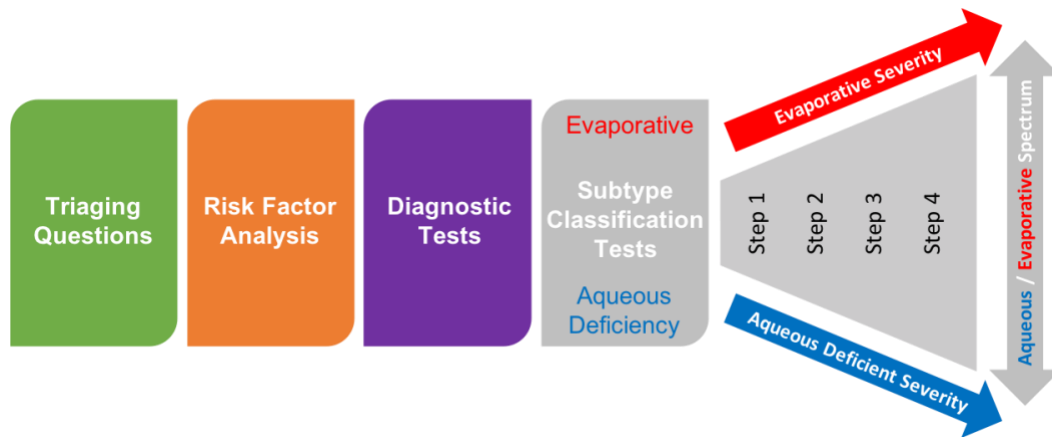 Triaging
Questions
Risk Factor
Analysis
Diagnostic
Tests
Evaporative
Subtype
Classification
Tests
Aqueous
Deficiency
Evaporative Severity
Step 1
Step 2
Step 3
Step 4
Aqueous Deficient Severity
Aqueous / Evaporative Spectrum